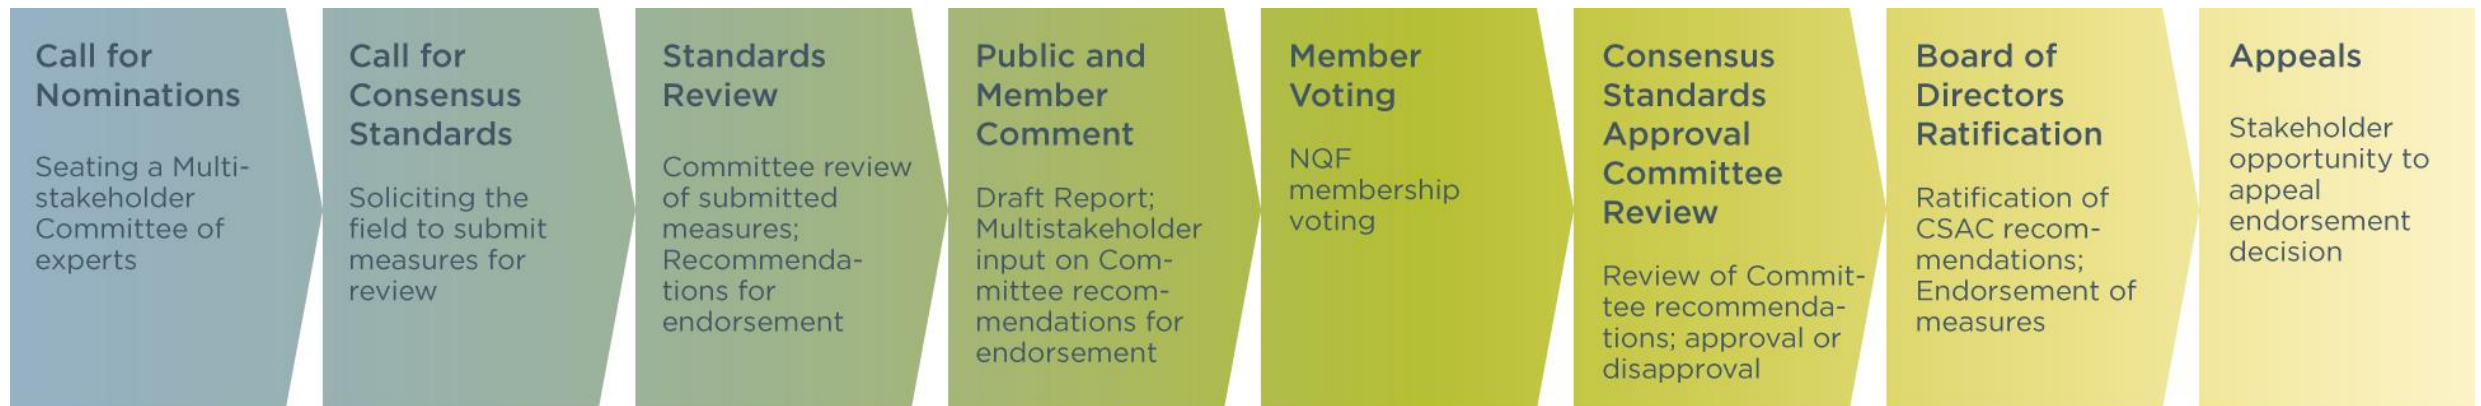 Call for
Nominations
Seating a Multi-
stakeholder
Committee of
experts
Call for
Consensus
Standards
Soliciting the
field to submit
measures for
review
Standards
Review
Committee review
of submitted
measures;
Recommenda-
tions for
endorsement
Public and
Member
Comment
Draft Report;
Multistakeholder
input on Com-
mittee recom-
mendations for
endorsement
Member
Voting
NQF
membership
voting
Consensus
Standards
Approval
Committee
Review
Review of Commit-
tee recommenda-
tions; approval or
disapproval
Board of
Directors
Ratification
Ratification of
CSAC recom-
mendations;
Endorsement of
measures
Appeals
Stakeholder
opportunity to
appeal
endorsement
decision